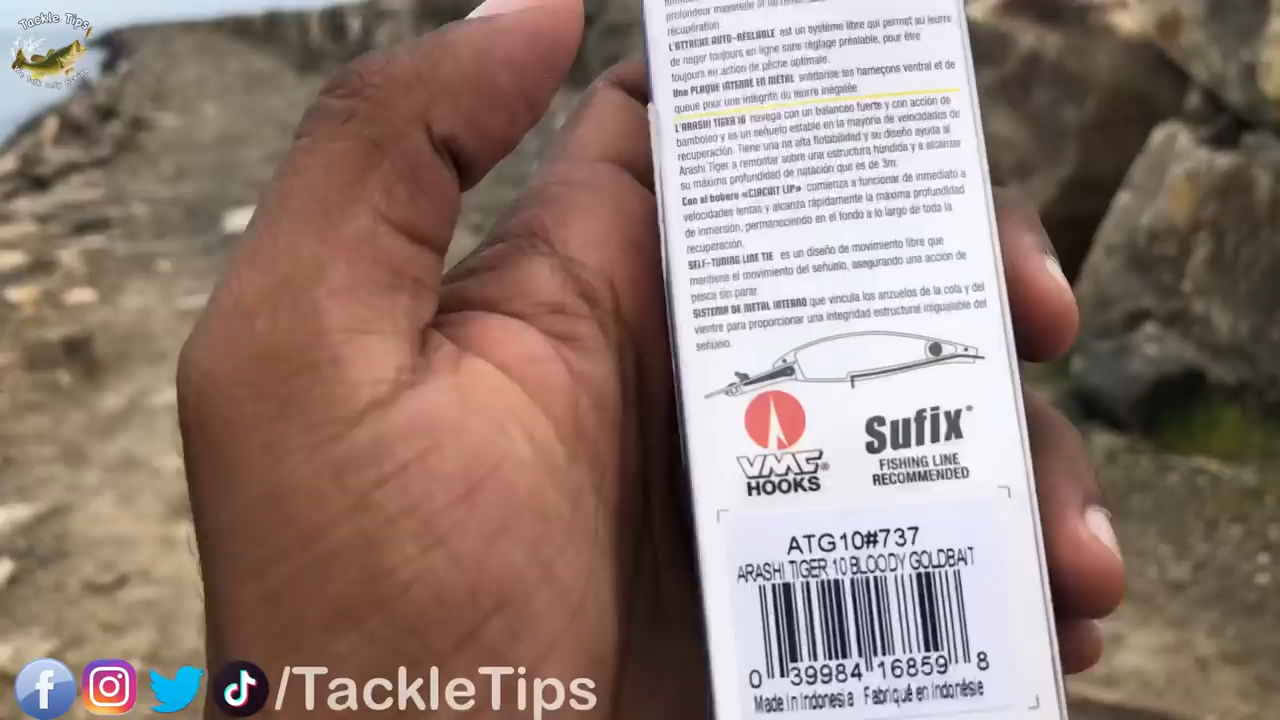 Tackle Tips
We talk only fishing
récupération.
L'ATTACHE AUTO-RÉGLABLE est un système libre qui permet au leurre
de nager toujours en ligne sans réglage préalable, pour être
toujours en action de pêche optimale.
Une PLAQUE INTERNE EN METAL solidarise les hameçons ventral et de
queue pour une intégrité du leurre inégalée
L'ARASHI TIGER 10 navega con un balanceo fuerte y con acción de
bamboleo y es un señuelo estable en la mayoría de velocidades de
recuperación. Tiene una ne alta flotabilidad y su diseño ayuda al
Arashi Tiger a remontar sobre una estructura hundida y a alcanzar
su máxima profundidad de natación que es de 3m.
Con el babero «CIRCUIT LIP» comienza a funcionar de inmediato a
velocidades lentas y alcanza rápidamente la máxima profundidad
de inmersión, permaneciendo en el fondo a lo largo de toda la
recuperación.
SELF-TUNING LINE TIE es un diseño de movimiento libre que
mantiene el movimiento del señuelo, asegurando una acción de
pesca sin parar.
SISTEMA DE METAL INTERNO que vincula los anzuelos de la cola y del
vientre para proporcionar una integridad estructural inigualable del
señuelo.
VMC®
HOOKS
Sufix®
FISHING LINE
RECOMMENDED
ATG10#737
ARASHI TIGER 10 BLOODY GOLDBAIT
0 39984 16859 8
Made in Indonesia Fabriqué en Indonésie
/TackleTips